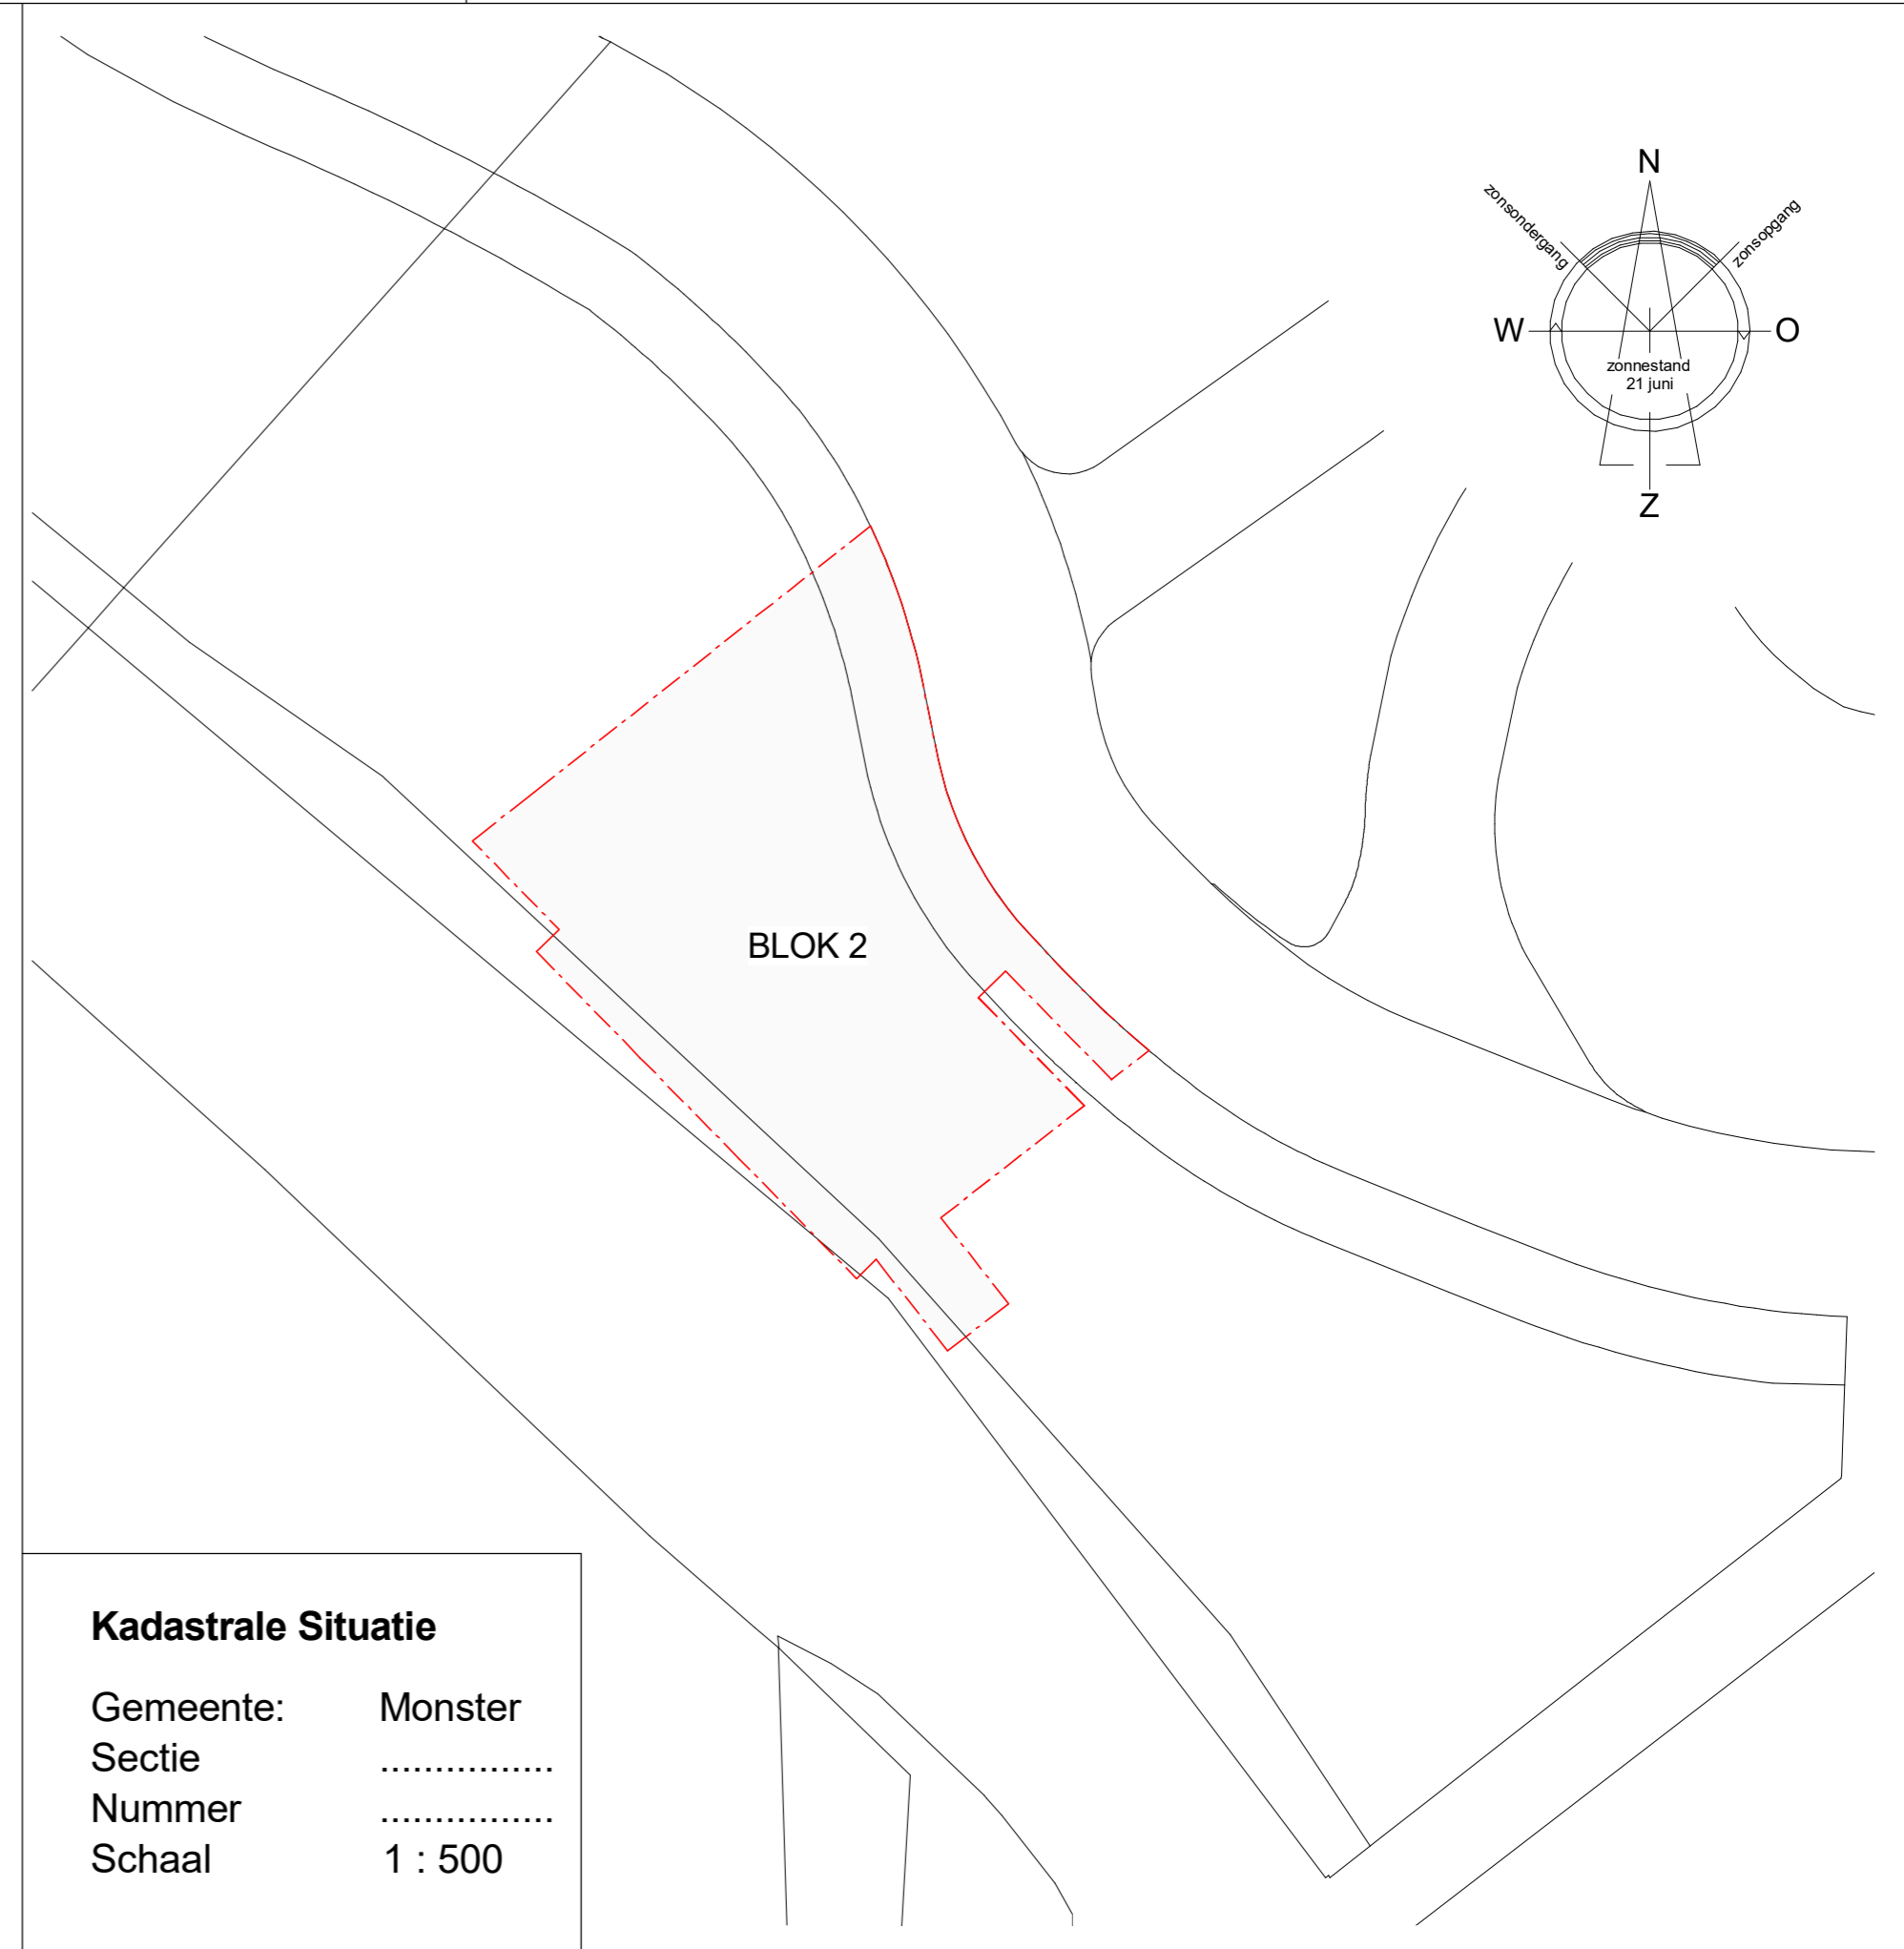 N
zonsondergang
zonsopgang
W
O
zonnestand
21 juni
Z
BLOK 2
Kadastrale Situatie
Gemeente: Monster
Sectie ................
Nummer ................
Schaal 1 : 500